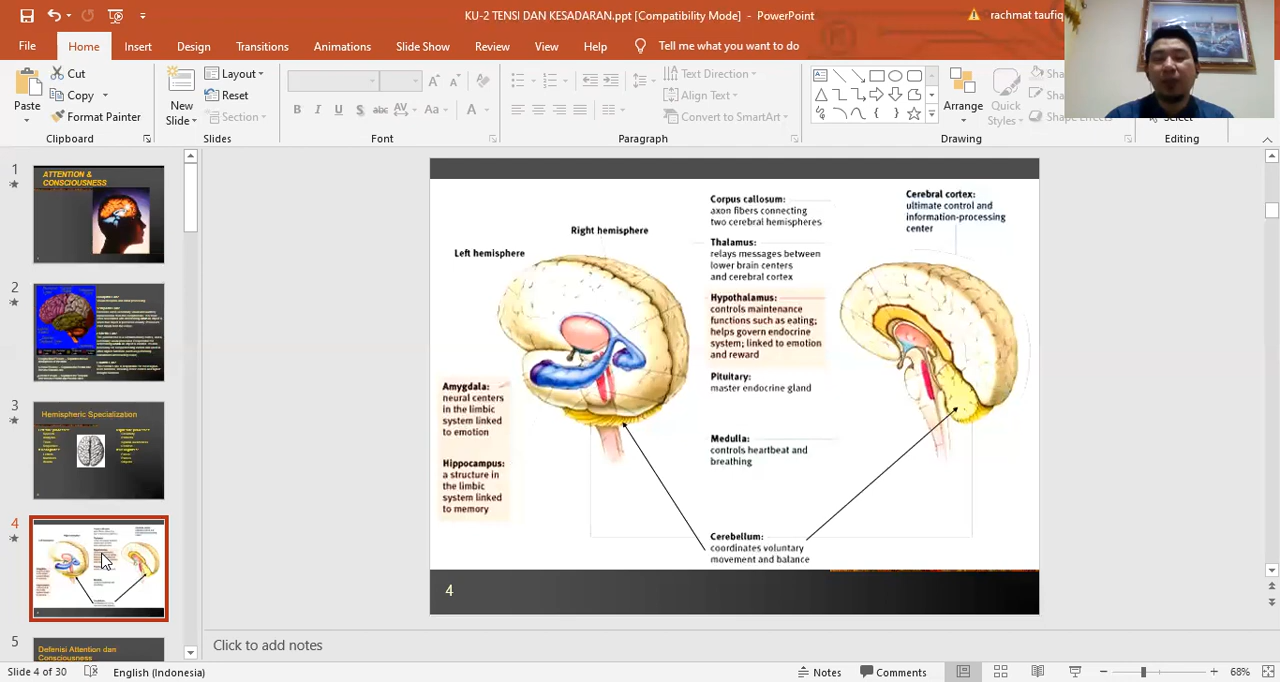 KU-2 TENSI DAN KESADARAN.ppt [Compatibility Mode] - PowerPoint
rachmat taufiq
File Home Insert Design Transitions Animations Slide Show Review View Help Tell me what you want to do
Paste
Cut
Copy
Format Painter
New Slide
Layout
Reset
Section
Text Direction
Align Text
Convert to SmartArt
Arrange
Quick Styles
Shape Effects
Select
Clipboard
Slides
Font
Paragraph
Drawing
Editing
1
ATTENTION &
CONSCIOUSNESS
2
3
Hemispheric Specialization
4
5
Defenisi Attention dan
Consciousness
Left hemisphere
Right hemisphere
Corpus callosum:
axon fibers connecting
two cerebral hemispheres
Thalamus:
relays messages between
lower brain centers
and cerebral cortex
Hypothalamus:
controls maintenance
functions such as eating;
helps govern endocrine
system; linked to emotion
and reward
Pituitary:
master endocrine gland
Medulla:
controls heartbeat and
breathing
Cerebellum:
coordinates voluntary
movement and balance
Cerebral cortex:
ultimate control and
information-processing
center
Amygdala:
neural centers
in the limbic
system linked
to emotion
Hippocampus:
a structure in
the limbic
system linked
to memory
4
Click to add notes
Slide 4 of 30
English (Indonesia)
Notes
Comments
68%